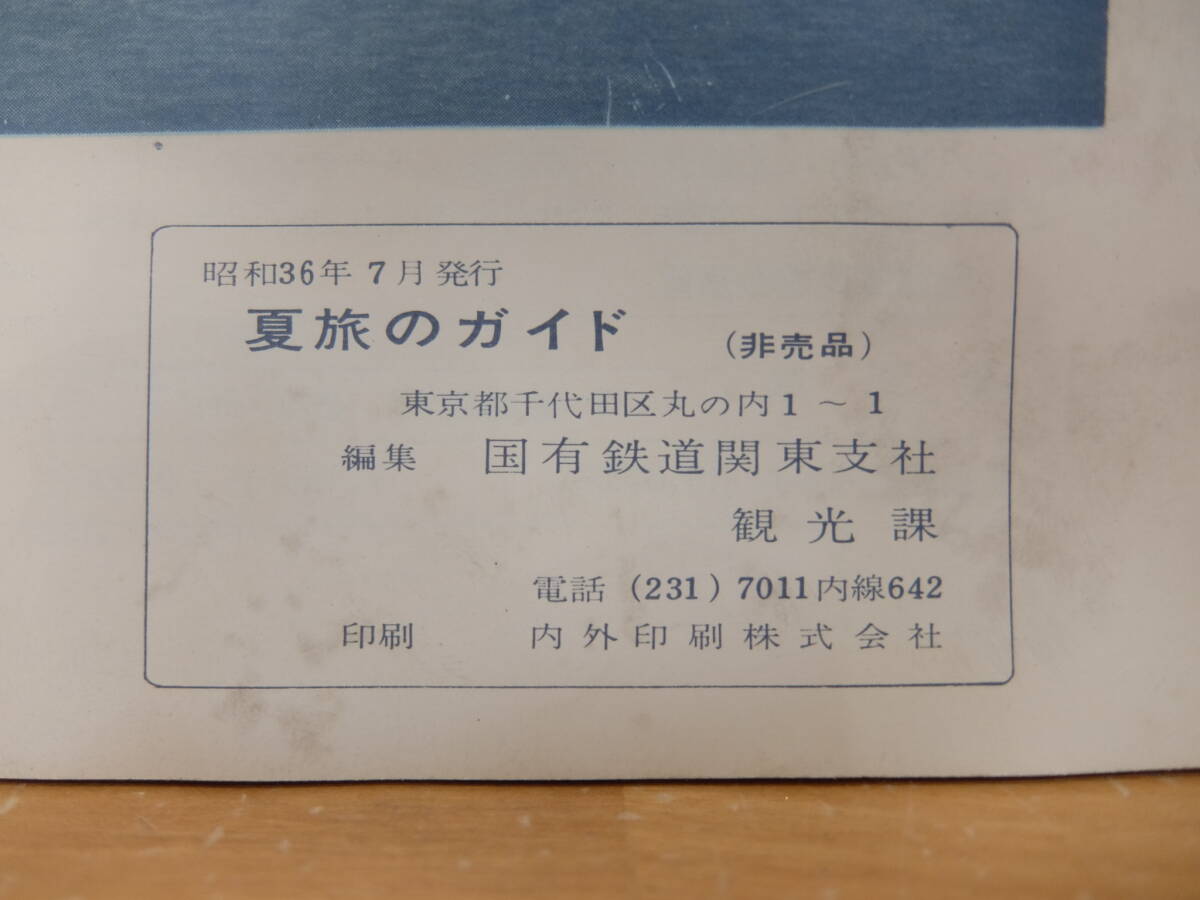 昭和36年 7月発行
夏旅のガイド (非売品)
東京都千代田区丸の内1～1
編集 国有鉄道関東支社
観光課
電話 (231) 7011内線642
印刷 内外印刷株式会社